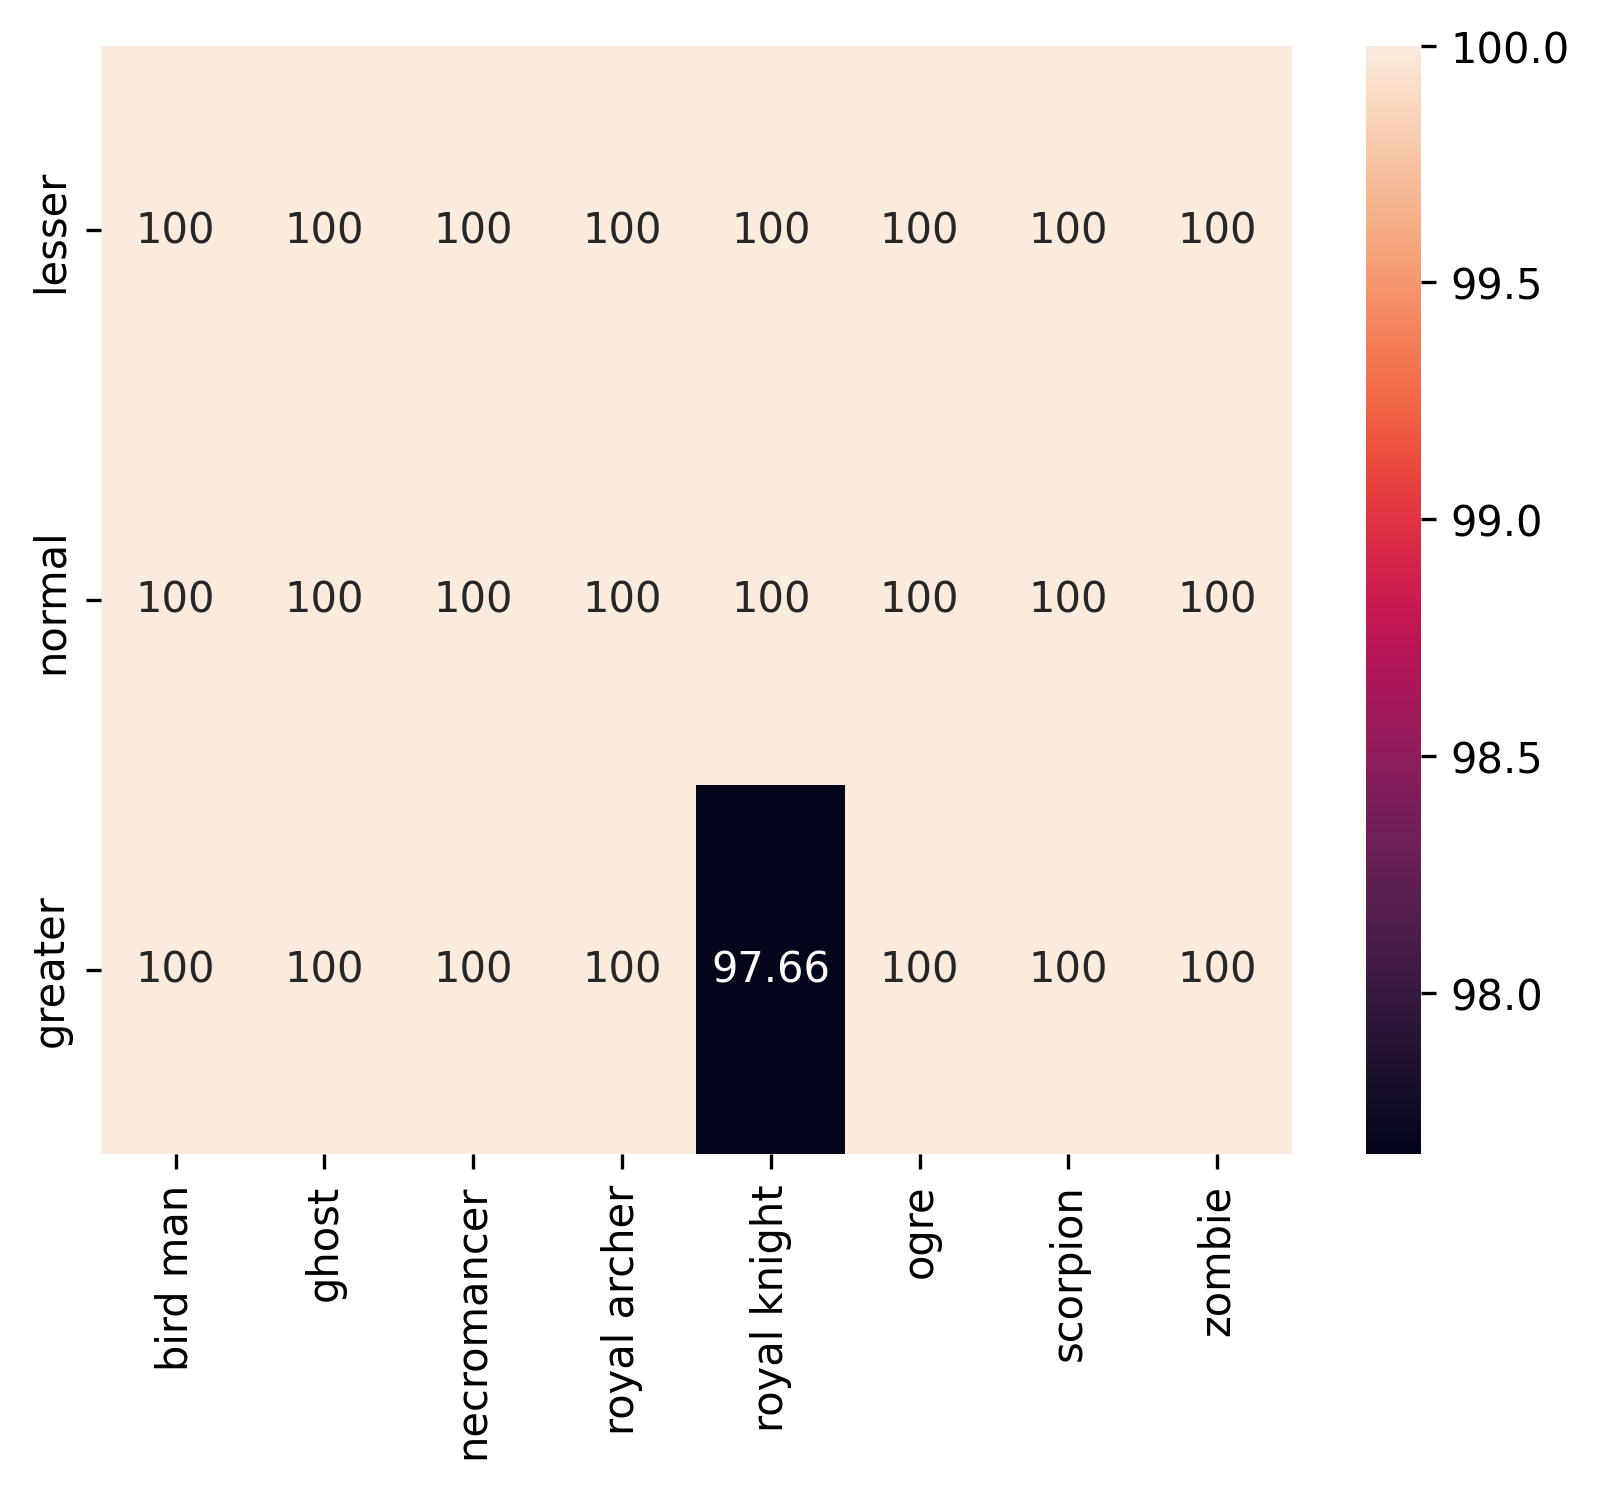 100.0
lesser 100 100 100 100 100 100 100 100
99.5
normal 100 100 100 100 100 100 100 100
99.0
98.5
greater 100 100 100 100 97.66 100 100 100
98.0
bird man
ghost
necromancer
royal archer
royal knight
ogre
scorpion
zombie